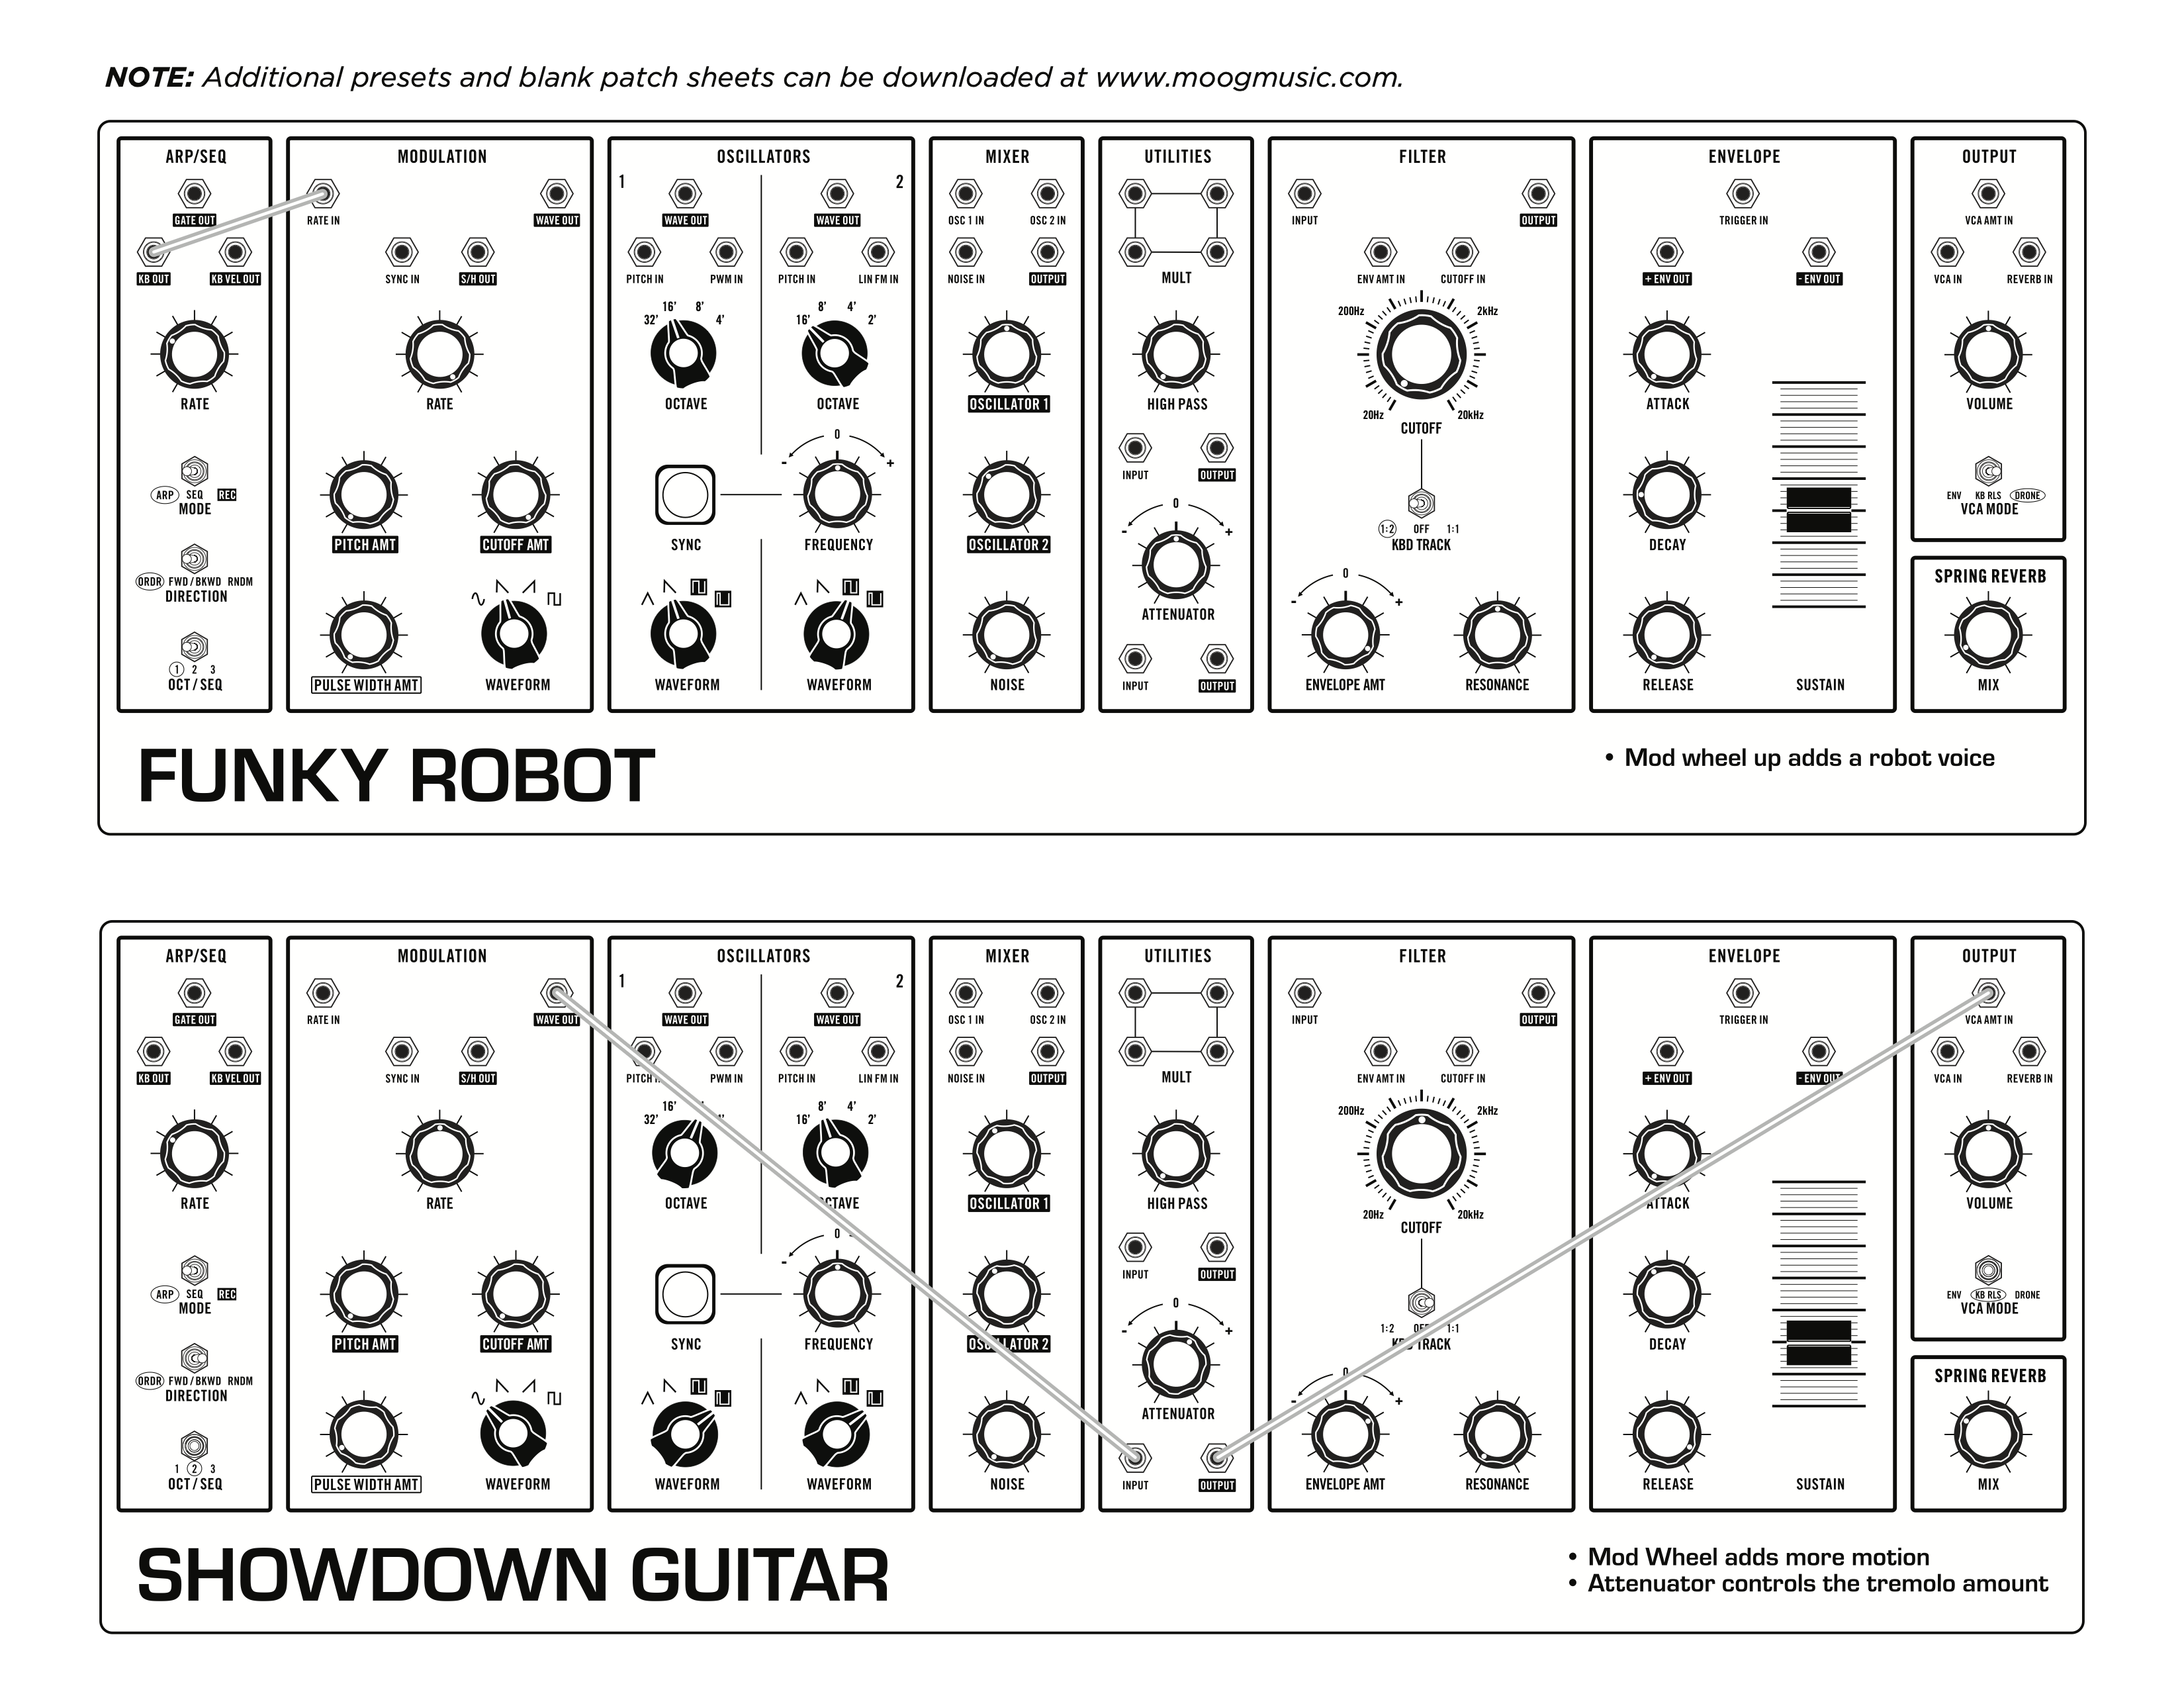 NOTE: Additional presets and blank patch sheets can be downloaded at www.moogmusic.com.
ARP/SEQ MODULATION OSCILLATORS MIXER UTILITIES FILTER ENVELOPE OUTPUT
1 2
GATE OUT RATE IN WAVE OUT WAVE OUT WAVE OUT OSC 1 IN OSC 2 IN INPUT OUTPUT TRIGGER IN VCA AMT IN
KB OUT KB VEL OUT SYNC IN S/H OUT PITCH IN PWM IN PITCH IN LIN FM IN NOISE IN OUTPUT MULT ENV AMT IN CUTOFF IN + ENV OUT - ENV OUT VCA IN REVERB IN
32' 16' 8' 4' 16' 8' 4' 2' 200Hz 2kHz
RATE RATE OCTAVE OCTAVE OSCILLATOR 1 HIGH PASS 20Hz 20kHz ATTACK VOLUME
CUTOFF
- 0 +
INPUT OUTPUT
ARP SEQ REC ENV KB RLS DRONE
MODE VCA MODE
- 0 +
1:2 OFF 1:1
PITCH AMT CUTOFF AMT SYNC FREQUENCY OSCILLATOR 2 KBD TRACK DECAY
ORDR FWD/BKWD RNDM - 0 + SPRING REVERB
DIRECTION ATTENUATOR
1 2 3
OCT/SEQ PULSE WIDTH AMT WAVEFORM WAVEFORM WAVEFORM NOISE INPUT OUTPUT ENVELOPE AMT RESONANCE RELEASE SUSTAIN MIX
FUNKY ROBOT
• Mod wheel up adds a robot voice
ARP/SEQ MODULATION OSCILLATORS MIXER UTILITIES FILTER ENVELOPE OUTPUT
1 2
GATE OUT RATE IN WAVE OUT WAVE OUT WAVE OUT OSC 1 IN OSC 2 IN INPUT OUTPUT TRIGGER IN VCA AMT IN
KB OUT KB VEL OUT SYNC IN S/H OUT PITCH IN PWM IN PITCH IN LIN FM IN NOISE IN OUTPUT MULT ENV AMT IN CUTOFF IN + ENV OUT - ENV OUT VCA IN REVERB IN
32' 16' 16' 8' 4' 2' 200Hz 2kHz
RATE RATE OCTAVE OCTAVE OSCILLATOR 1 HIGH PASS 20Hz 20kHz ATTACK VOLUME
CUTOFF
- 0
INPUT OUTPUT
ARP SEQ REC ENV KB RLS DRONE
MODE VCA MODE
- 0 +
1:2 OFF 1:1
PITCH AMT CUTOFF AMT SYNC FREQUENCY OSCILLATOR 2 KBD TRACK DECAY
ORDR FWD/BKWD RNDM - 0 + SPRING REVERB
DIRECTION ATTENUATOR
1 2 3
OCT/SEQ PULSE WIDTH AMT WAVEFORM WAVEFORM WAVEFORM NOISE INPUT OUTPUT ENVELOPE AMT RESONANCE RELEASE SUSTAIN MIX
SHOWDOWN GUITAR
• Mod Wheel adds more motion
• Attenuator controls the tremolo amount